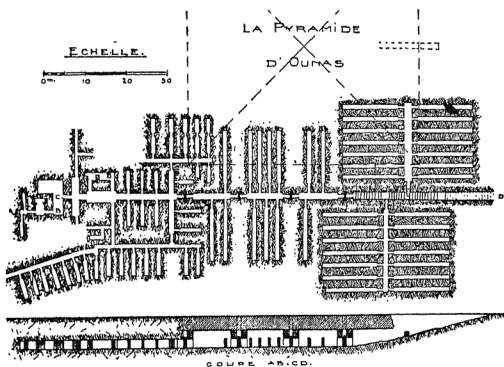 LA PYRAMIDE
D'OUNAS
ECHELLE.
0m. 10 20 30
D
COUPE AB.CD.